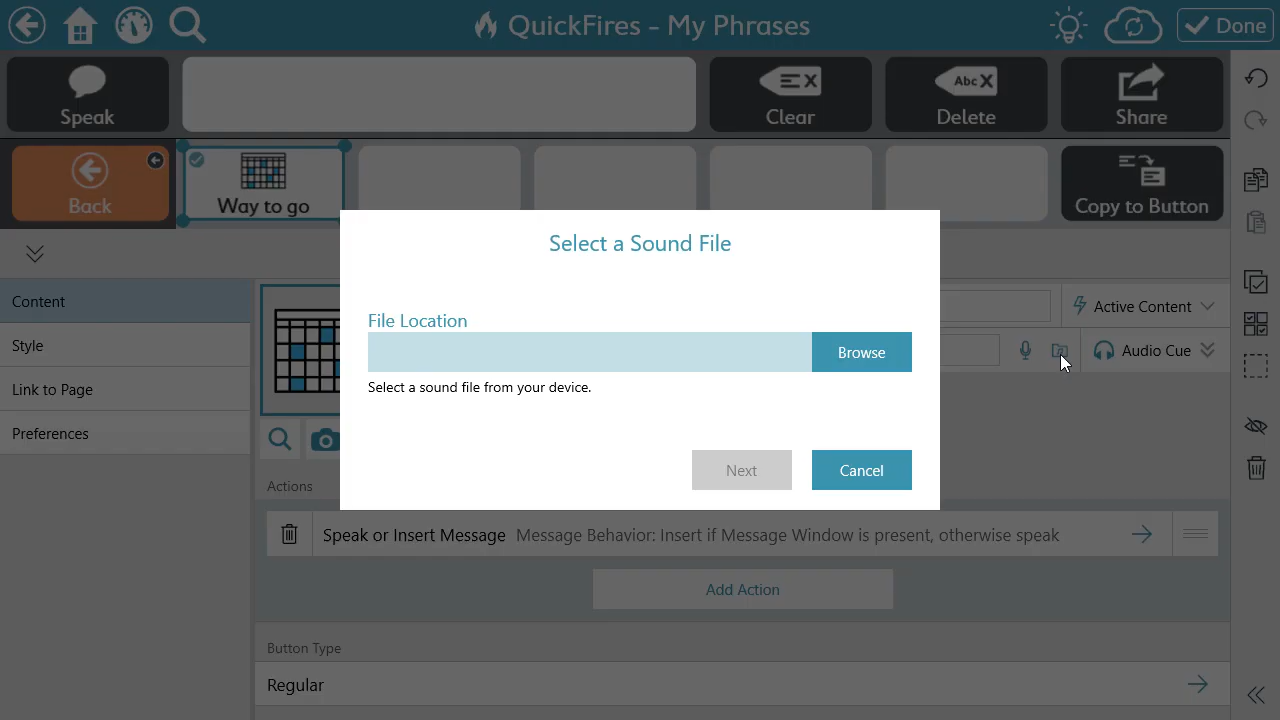 QuickFires - My Phrases
Done
Speak
Clear
Abc
Delete
Share
Back
Way to go
Copy to Button
Select a Sound File
Content
Active Content
File Location
Style
Browse
Audio Cue
Select a sound file from your device.
Link to Page
Preferences
Next
Cancel
Actions
Speak or Insert Message Message Behavior: Insert if Message Window is present, otherwise speak
Add Action
Button Type
Regular